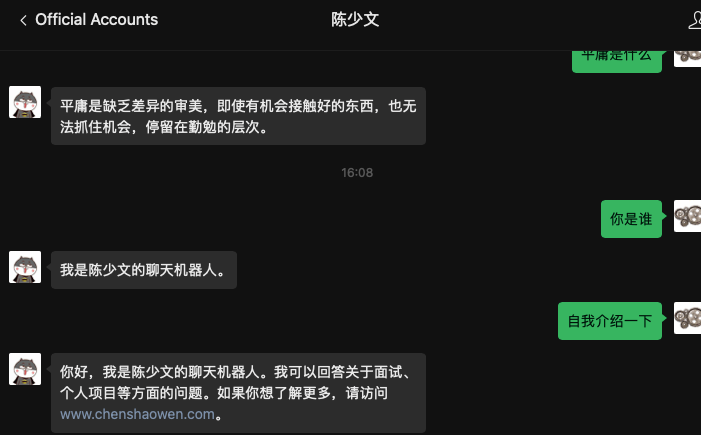 Official Accounts
陈少文
平庸是什么
平庸是缺乏差异的审美，即使有机会接触好的东西，也无
法抓住机会，停留在勤勉的层次。
16:08
你是谁
我是陈少文的聊天机器人。
自我介绍一下
你好，我是陈少文的聊天机器人。我可以回答关于面试、
个人项目等方面的问题。如果你想了解更多，请访问
www.chenshaowen.com。